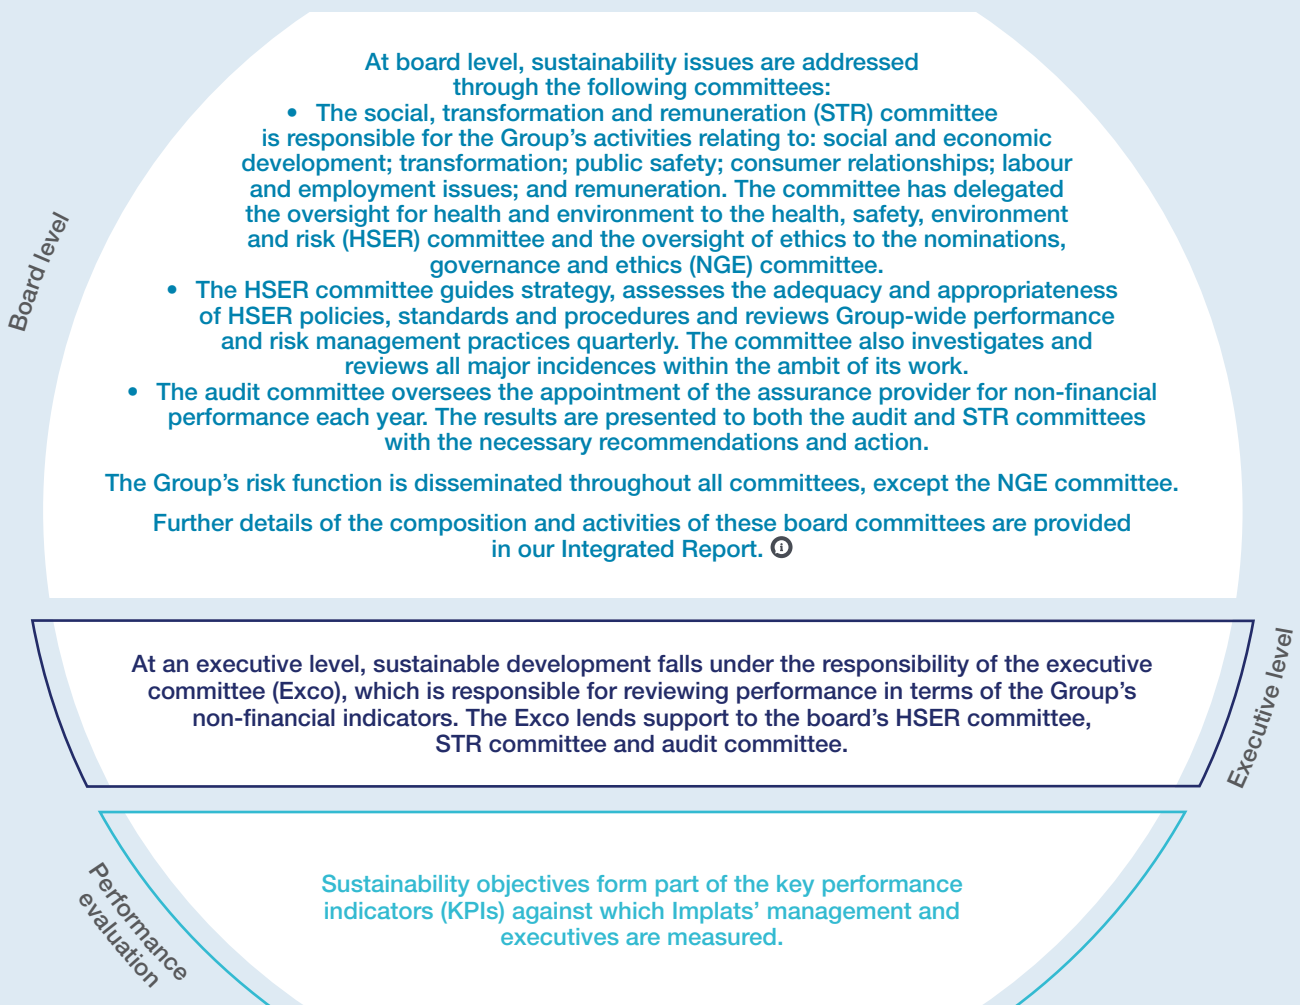 At board level, sustainability issues are addressed
through the following committees:
• The social, transformation and remuneration (STR) committee
is responsible for the Group’s activities relating to: social and economic
development; transformation; public safety; consumer relationships; labour
and employment issues; and remuneration. The committee has delegated
the oversight for health and environment to the health, safety, environment
and risk (HSER) committee and the oversight of ethics to the nominations,
governance and ethics (NGE) committee.
• The HSER committee guides strategy, assesses the adequacy and appropriateness
of HSER policies, standards and procedures and reviews Group-wide performance
and risk management practices quarterly. The committee also investigates and
reviews all major incidences within the ambit of its work.
• The audit committee oversees the appointment of the assurance provider for non-financial
performance each year. The results are presented to both the audit and STR committees
with the necessary recommendations and action.
The Group’s risk function is disseminated throughout all committees, except the NGE committee.
Further details of the composition and activities of these board committees are provided
in our Integrated Report. i
Board level
At an executive level, sustainable development falls under the responsibility of the executive
committee (Exco), which is responsible for reviewing performance in terms of the Group’s
non-financial indicators. The Exco lends support to the board’s HSER committee,
STR committee and audit committee.
Executive level
Sustainability objectives form part of the key performance
indicators (KPIs) against which Implats’ management and
executives are measured.
Performance
evaluation